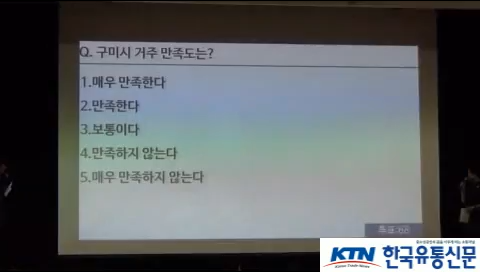 Q. 구미시 거주 만족도는?
1.매우 만족한다
2.만족한다
3.보통이다
4.만족하지 않는다
5.매우 만족하지 않는다
KTN 한국유통신문